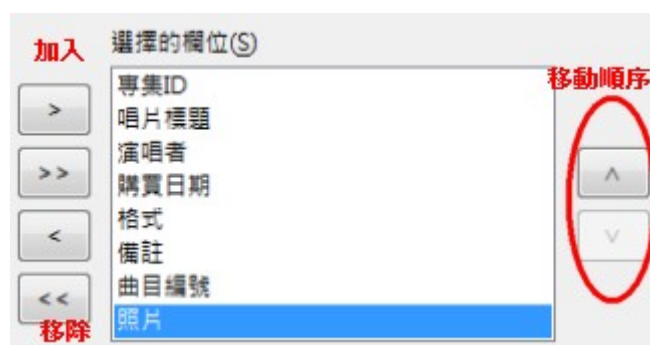 加入
選擇的欄位(S)
移動順序
專集ID
唱片標題
演唱者
購買日期
格式
備註
曲目編號
照片
>
>>
<
<<
移除
∧
∨